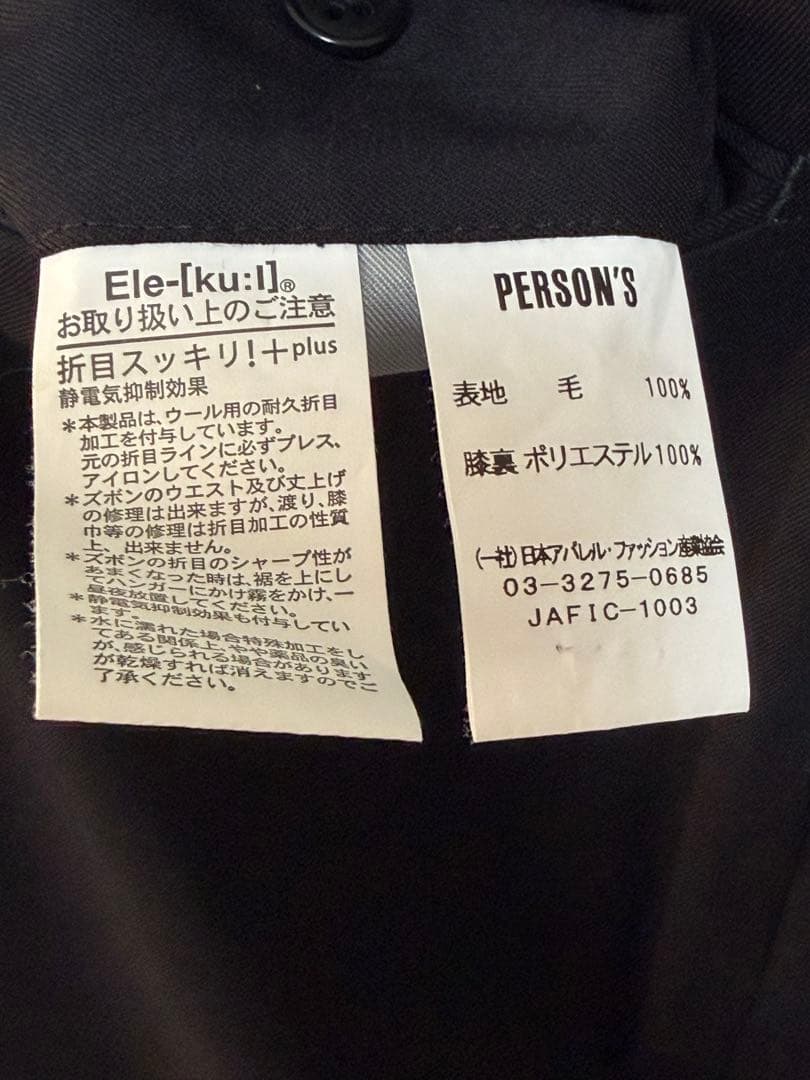 Ele-[ku:l]®
お取り扱い上のご注意
折目スッキリ!+plus
静電気抑制効果
*本製品は、ウール用の耐久折目
加工を付与しています。
元の折目ラインに必ずプレス、
アイロンしてください。
*ズボンのウエスト及び丈上げ
の修理は出来ますが、渡り、膝
巾等の修理は折目加工の性質
上、出来ません。
*ズボンの折目のシャープ性が
あまくなった時は、裾を上にし
てハンガーにかけ霧をかけ、一
昼夜放置してください。
*静電気抑制効果も付与してい
ます。
*水に濡れた場合特殊加工をし
てある関係上、やや薬品の臭い
が、感じられる場合があります
が乾燥すれば消えますのでご
了承ください。
PERSON'S
表地 毛 100%
膝裏 ポリエステル100%
(一社)日本アパレル・ファッション産業協会
03-3275-0685
JAFIC-1003